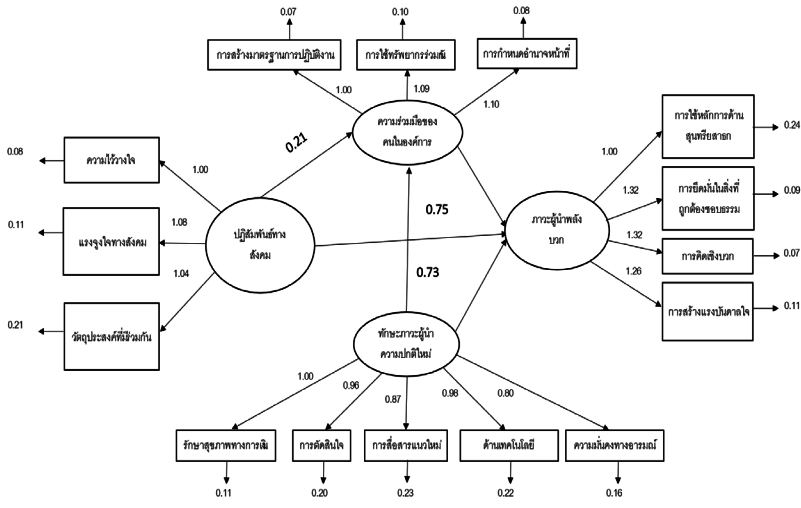 0.07
0.10
0.08
การสร้างมาตรฐานการปฏิบัติงาน
การใช้ทรัพยากรร่วมกัน
การกำหนดอำนาจหน้าที่
1.00
1.09
1.10
ความร่วมมือของ
คนในองค์การ
0.21
0.08
ความไว้วางใจ
1.00
0.11
แรงจูงใจทางสังคม
1.08
0.21
วัตถุประสงค์ที่มีร่วมกัน
1.04
ปฏิสัมพันธ์ทาง
สังคม
0.75
0.73
ภาวะผู้นำพลัง
บวก
1.00
การใช้หลักการด้าน
สุนทรียสาธก
0.24
1.32
การยึดมั่นในสิ่งที่
ถูกต้องชอบธรรม
0.09
1.32
การคิดเชิงบวก
0.07
1.26
การสร้างแรงบันดาลใจ
0.11
ทักษะภาวะผู้นำ
ความปกติใหม่
1.00
0.96
0.87
0.98
0.80
รักษาสุขภาพทางการเงิน
การตัดสินใจ
การสื่อสารแนวใหม่
ด้านเทคโนโลยี
ความมั่นคงทางอารมณ์
0.11
0.20
0.23
0.22
0.16